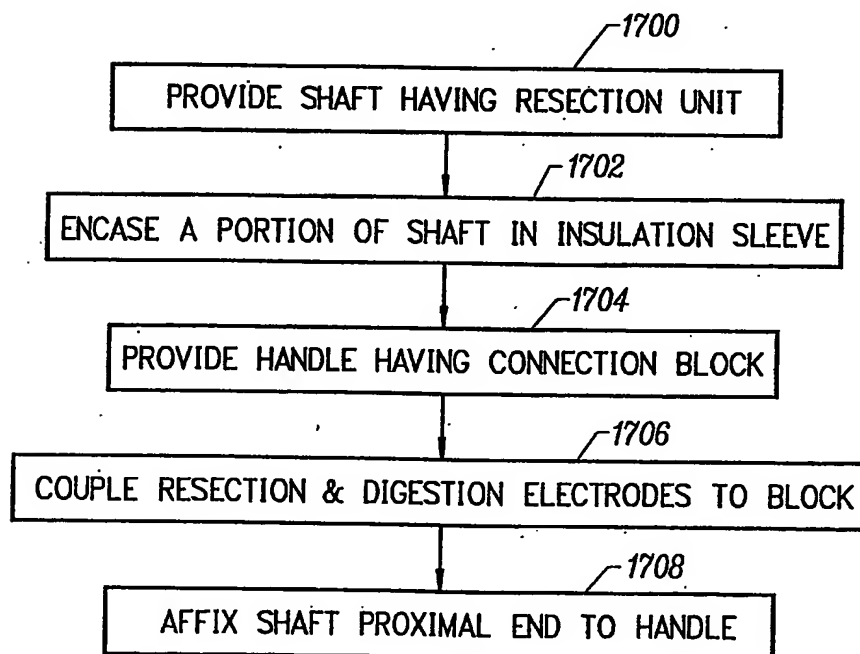 1700
PROVIDE SHAFT HAVING RESECTION UNIT
1702
ENCASE A PORTION OF SHAFT IN INSULATION SLEEVE
1704
PROVIDE HANDLE HAVING CONNECTION BLOCK
1706
COUPLE RESECTION & DIGESTION ELECTRODES TO BLOCK
1708
AFFIX SHAFT PROXIMAL END TO HANDLE